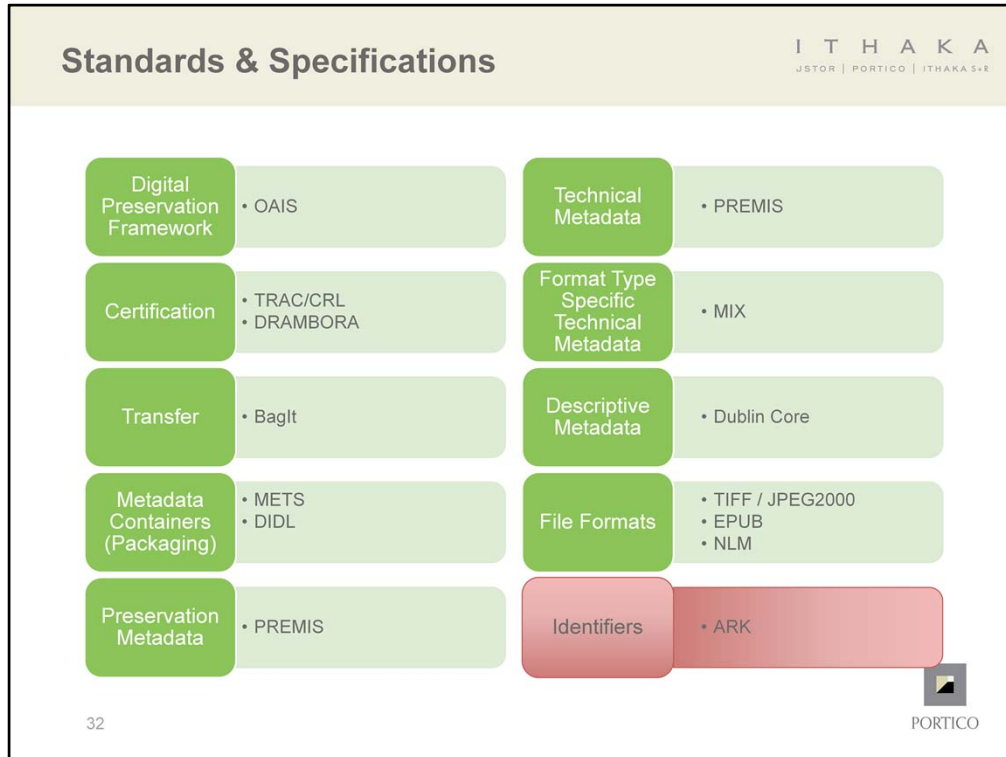 Standards & Specifications
I T H A K A
JSTOR | PORTICO | ITHAKA S+R
Digital
Preservation
Framework
• OAIS
Certification
• TRAC/CRL
• DRAMBORA
Transfer
• BagIt
Metadata
Containers
(Packaging)
• METS
• DIDL
Preservation
Metadata
• PREMIS
Technical
Metadata
• PREMIS
Format Type
Specific
Technical
Metadata
• MIX
Descriptive
Metadata
• Dublin Core
File Formats
• TIFF / JPEG2000
• EPUB
• NLM
Identifiers
• ARK
32
PORTICO